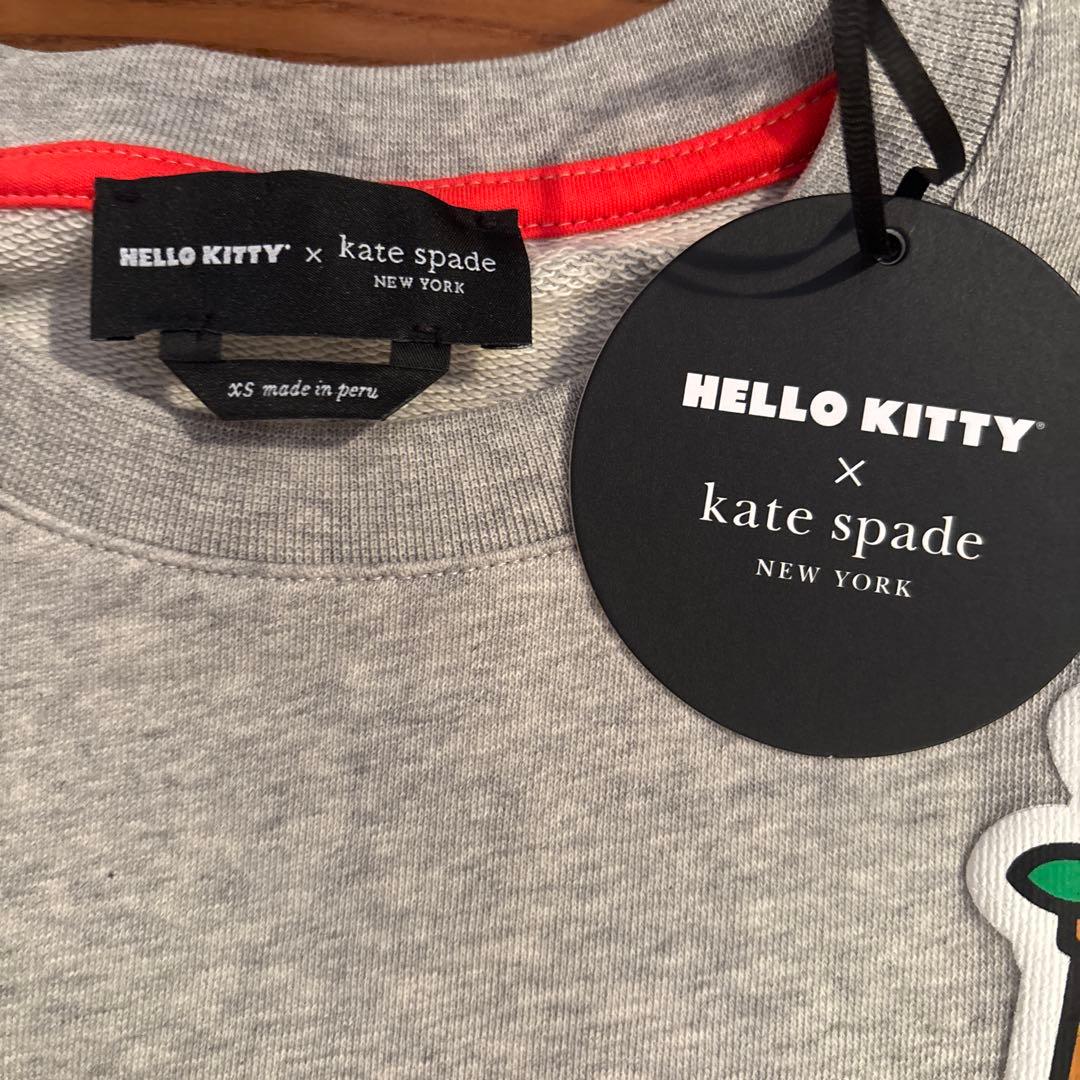 HELLO KITTY® × kate spade
NEW YORK
XS made in peru
HELLO KITTY®
×
kate spade
NEW YORK